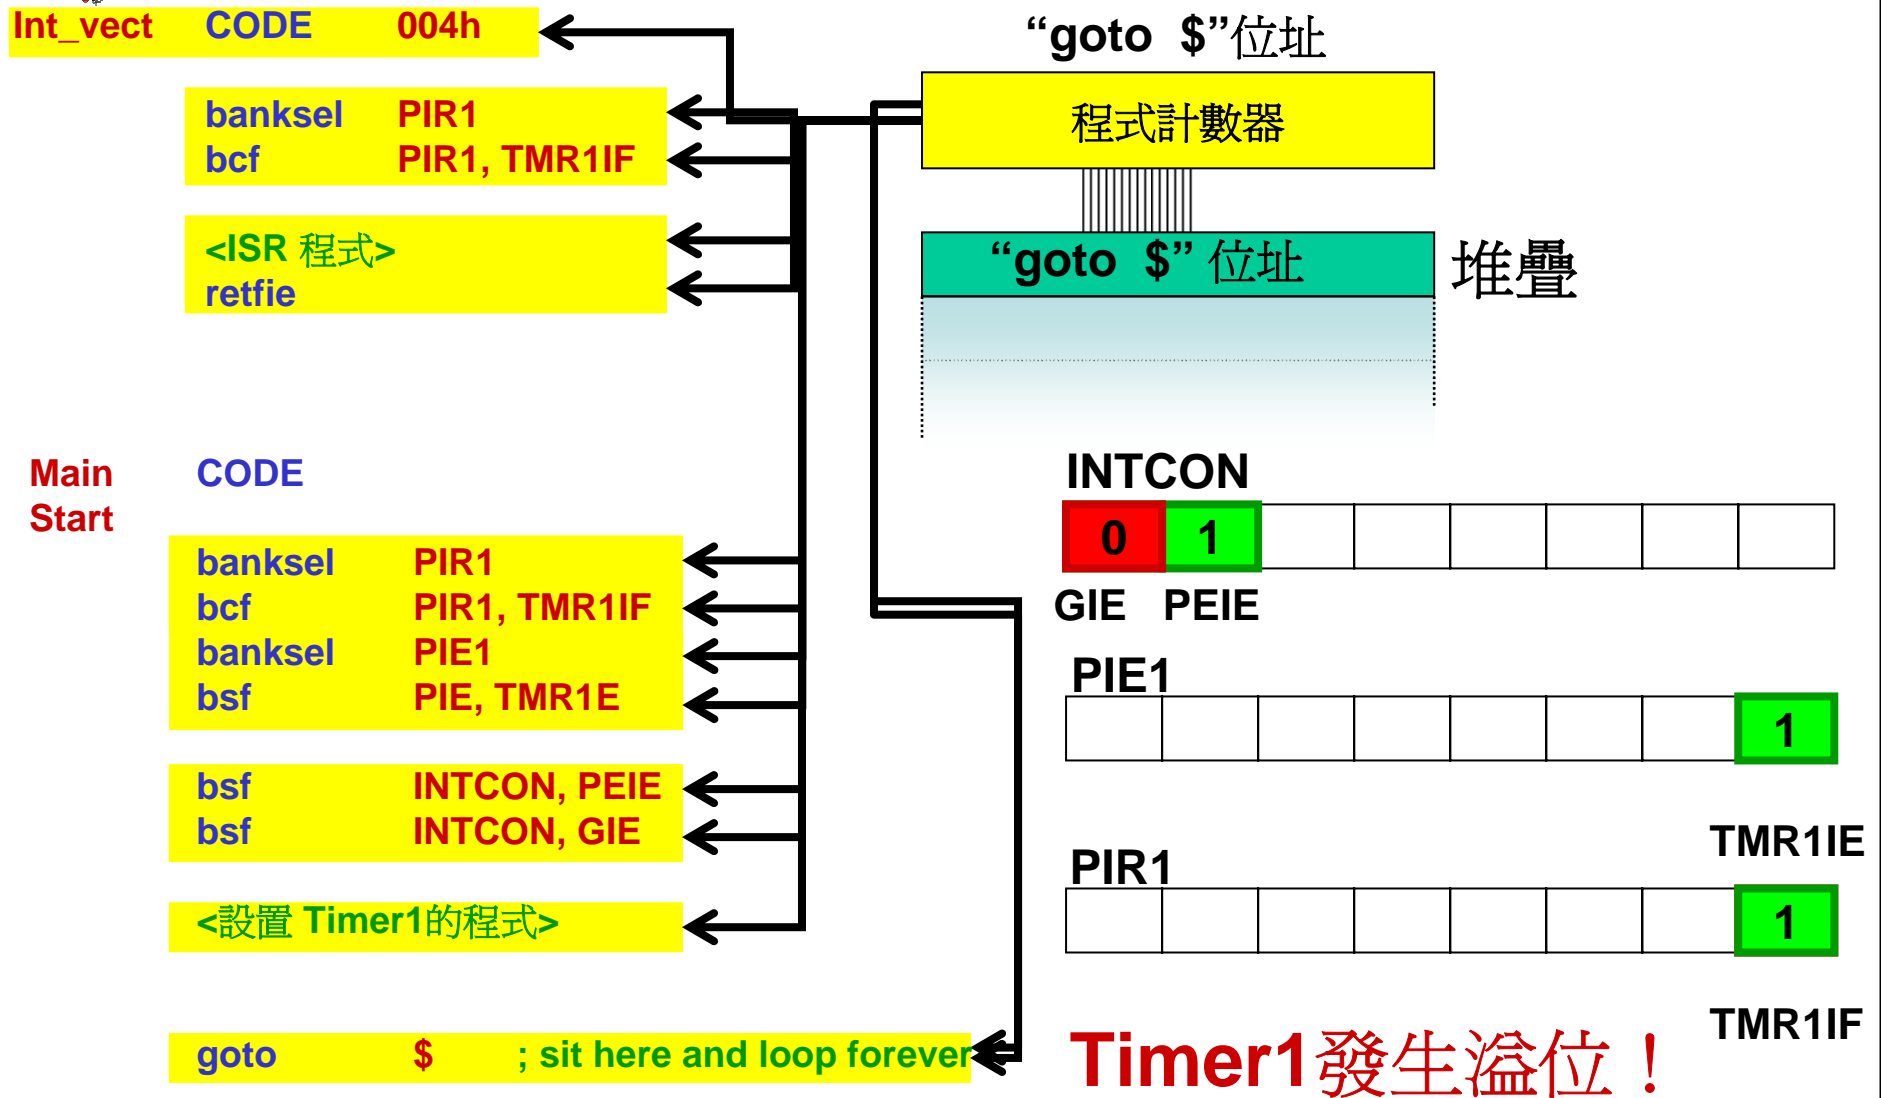 Int_vect CODE 004h
banksel PIR1
bcf PIR1, TMR1IF
<ISR 程式>
retfie
Main CODE
Start
banksel PIR1
bcf PIR1, TMR1IF
banksel PIE1
bsf PIE, TMR1E
bsf INTCON, PEIE
bsf INTCON, GIE
<設置 Timer1的程式>
goto $ ; sit here and loop forever
“goto $”位址
程式計數器
“goto $” 位址
堆疊
INTCON
0 1
GIE PEIE
PIE1
1
TMR1IE
PIR1
1
TMR1IF
Timer1發生溢位！